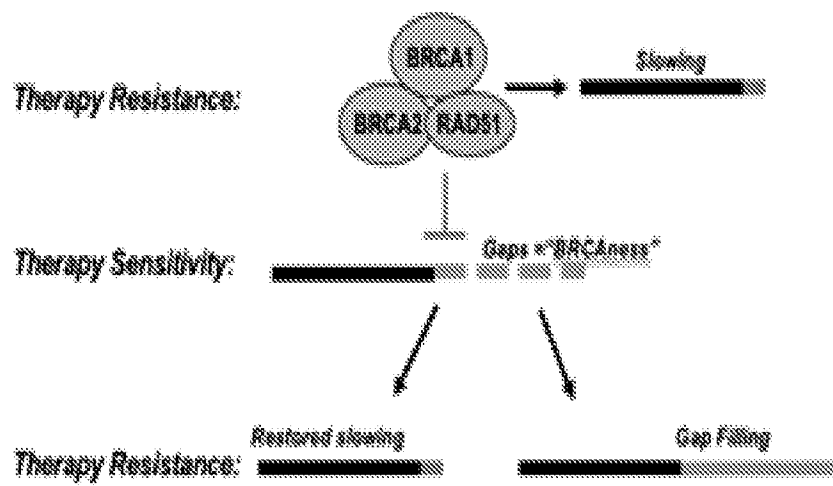 BRCA1
Slowing
Therapy Resistance:
BRCA2 RAD51
Gaps ="BRCAness"
Therapy Sensitivity:
Restored slowing
Gap Filling
Therapy Resistance: